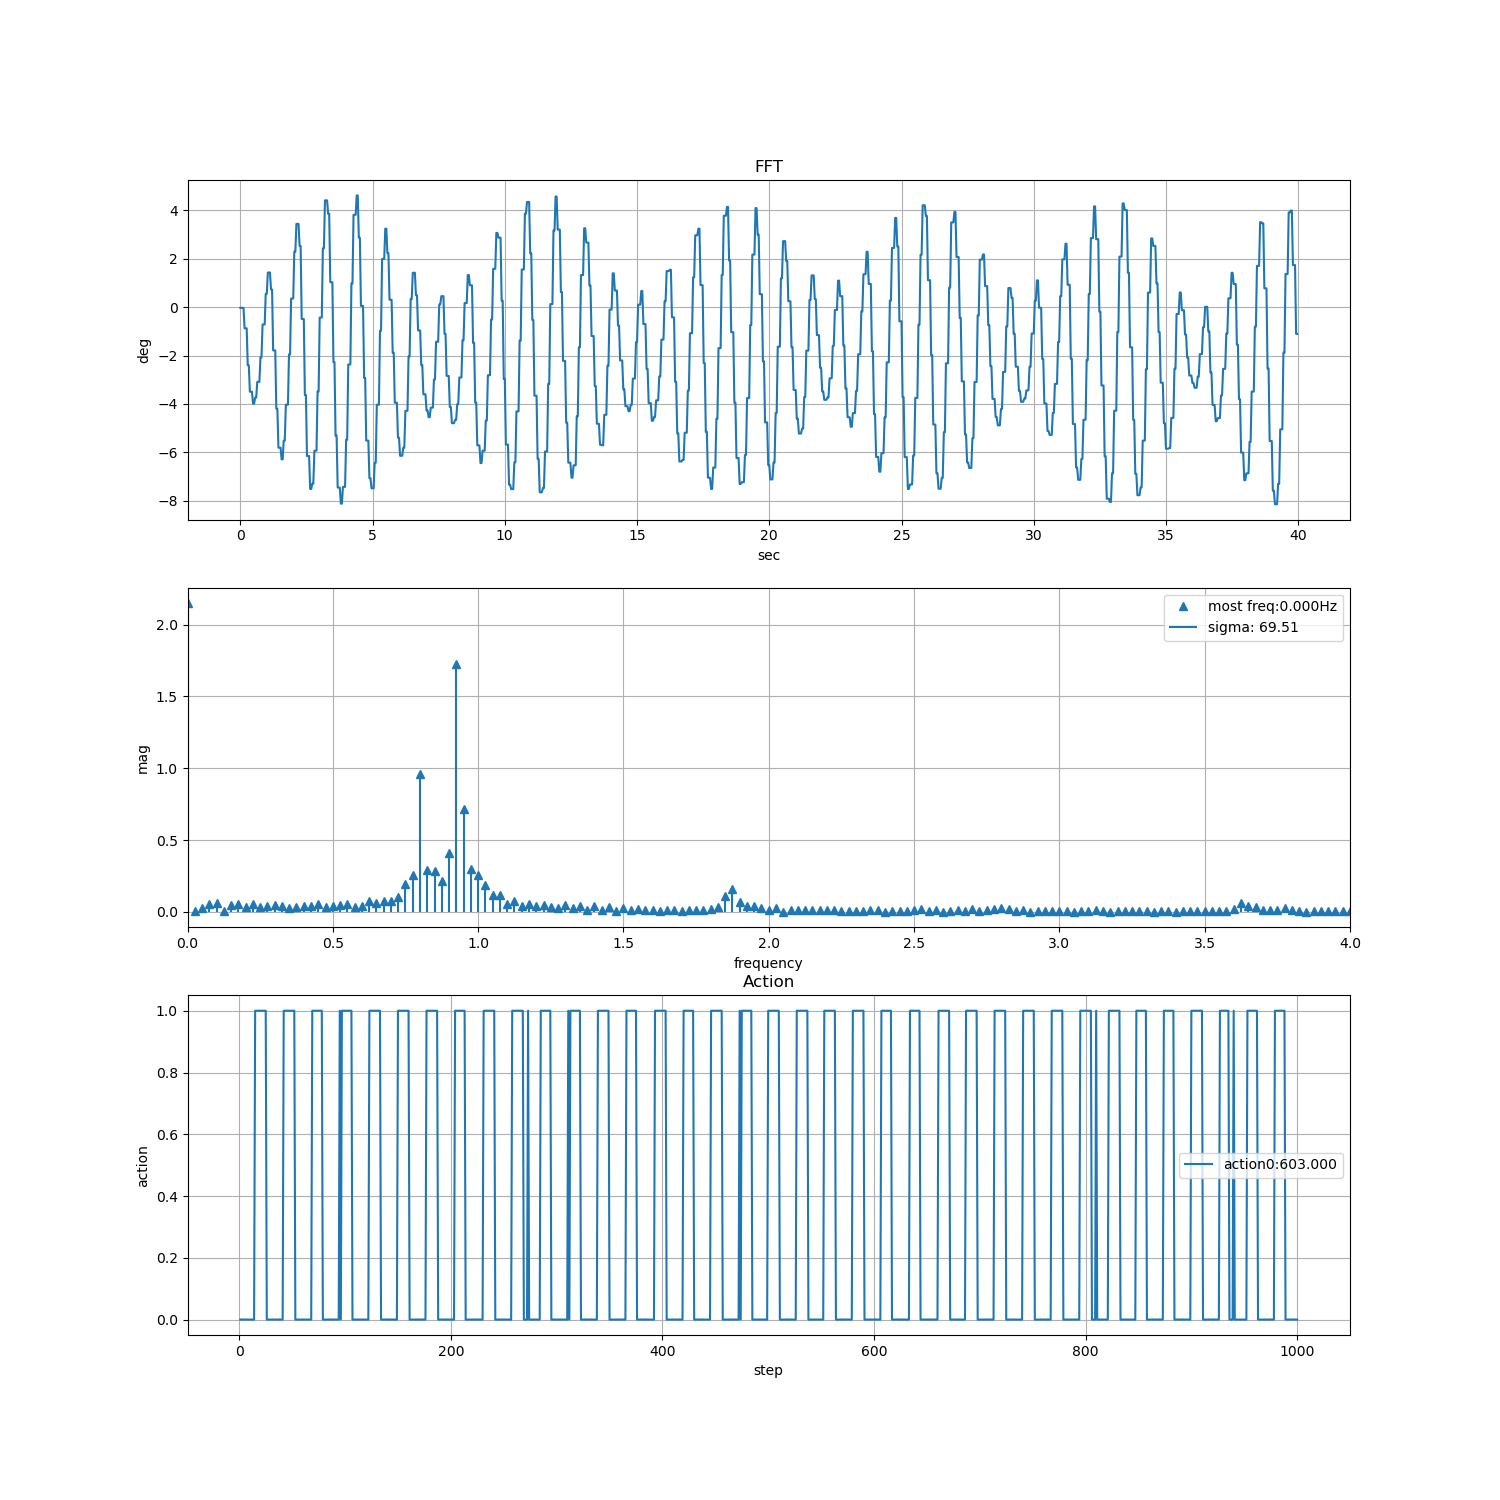 FFT
4
2
0
−2
−4
−6
−8
deg
0 5 10 15 20 25 30 35 40
sec
most freq:0.000Hz
sigma: 69.51
2.0
1.5
1.0
0.5
0.0
mag
0.0 0.5 1.0 1.5 2.0 2.5 3.0 3.5 4.0
frequency
Action
1.0
0.8
0.6
0.4
0.2
0.0
action
action0:603.000
0 200 400 600 800 1000
step